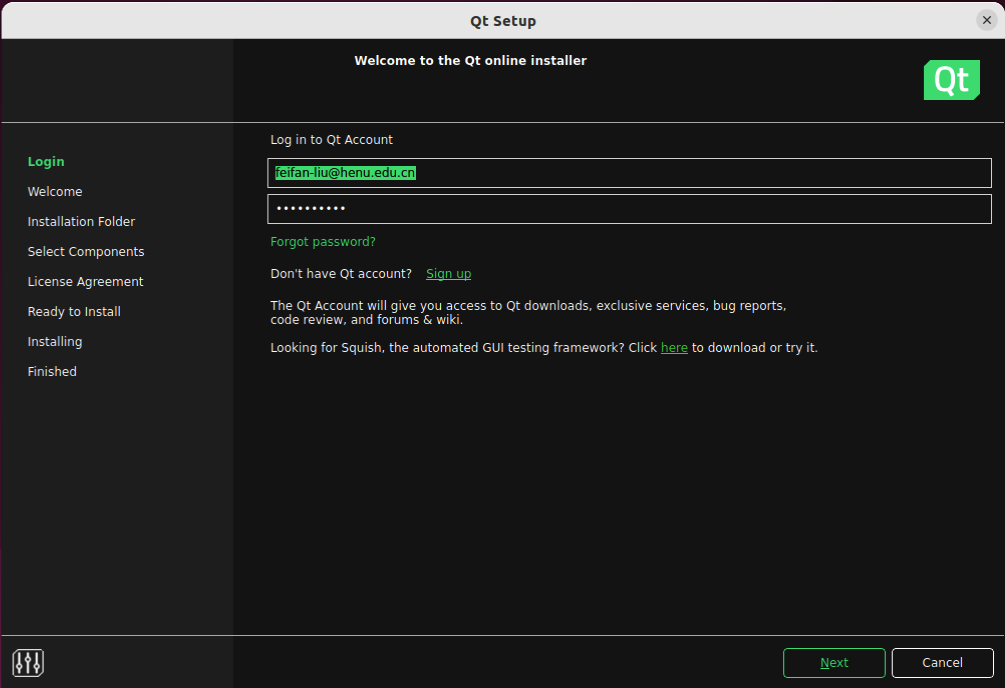 Qt Setup
Welcome to the Qt online installer
Qt
Login
Welcome
Installation Folder
Select Components
License Agreement
Ready to Install
Installing
Finished
Log in to Qt Account
feifan-liu@henu.edu.cn
••••••••••
Forgot password?
Don't have Qt account? Sign up
The Qt Account will give you access to Qt downloads, exclusive services, bug reports,
code review, and forums & wiki.
Looking for Squish, the automated GUI testing framework? Click here to download or try it.
Next
Cancel